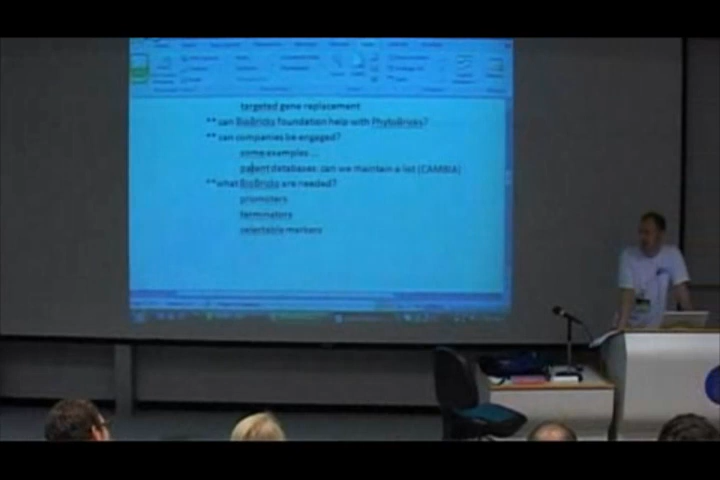 targeted gene replacement
** can BioBricks foundation help with PhytoBricks?
** can companies be engaged?
some examples ...
patent databases: can we maintain a list (CAMBIA)
**what BioBricks are needed?
promoters
terminators
selectable markers